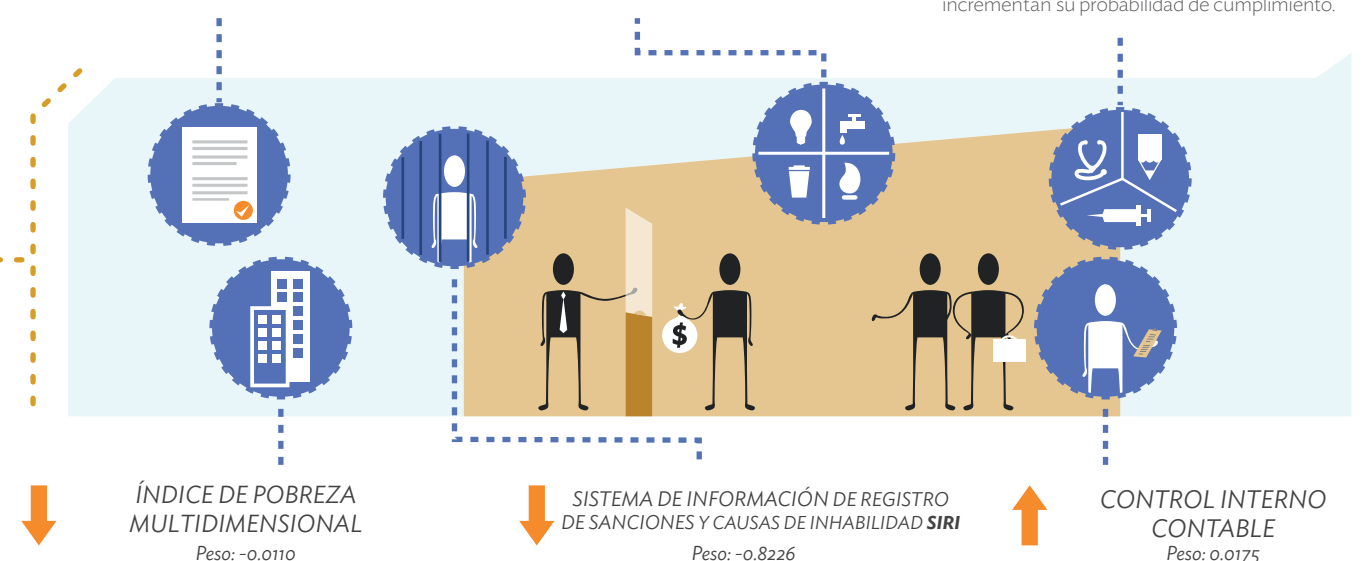 incrementan su probabilidad de cumplimiento.
$
ÍNDICE DE POBREZA
MULTIDIMENSIONAL
Peso: -0.0110
SISTEMA DE INFORMACIÓN DE REGISTRO
DE SANCIONES Y CAUSAS DE INHABILIDAD SIRI
Peso: -0.8226
CONTROL INTERNO
CONTABLE
Peso: 0.0175